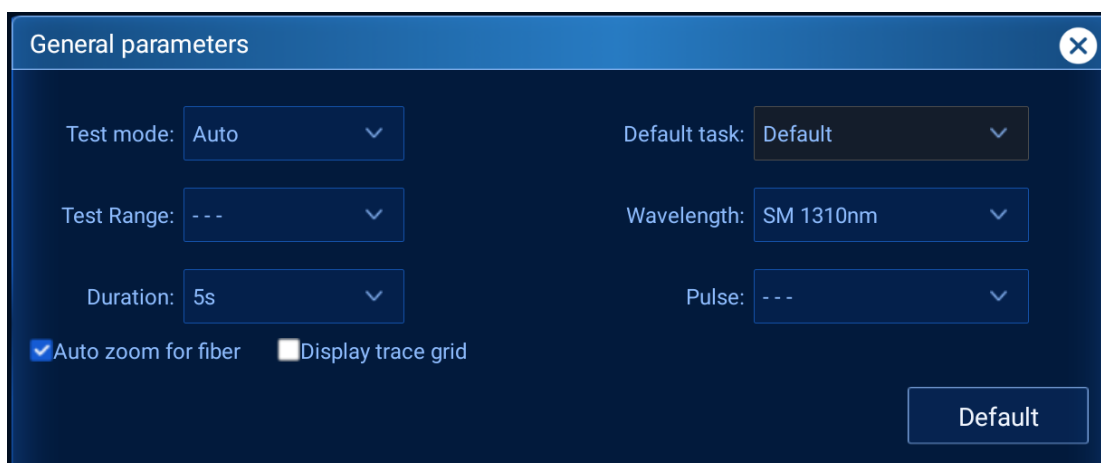 General parameters
Test mode: Auto
Default task: Default
Test Range: - - -
Wavelength: SM 1310nm
Duration: 5s
Pulse: - - -
Auto zoom for fiber
Display trace grid
Default